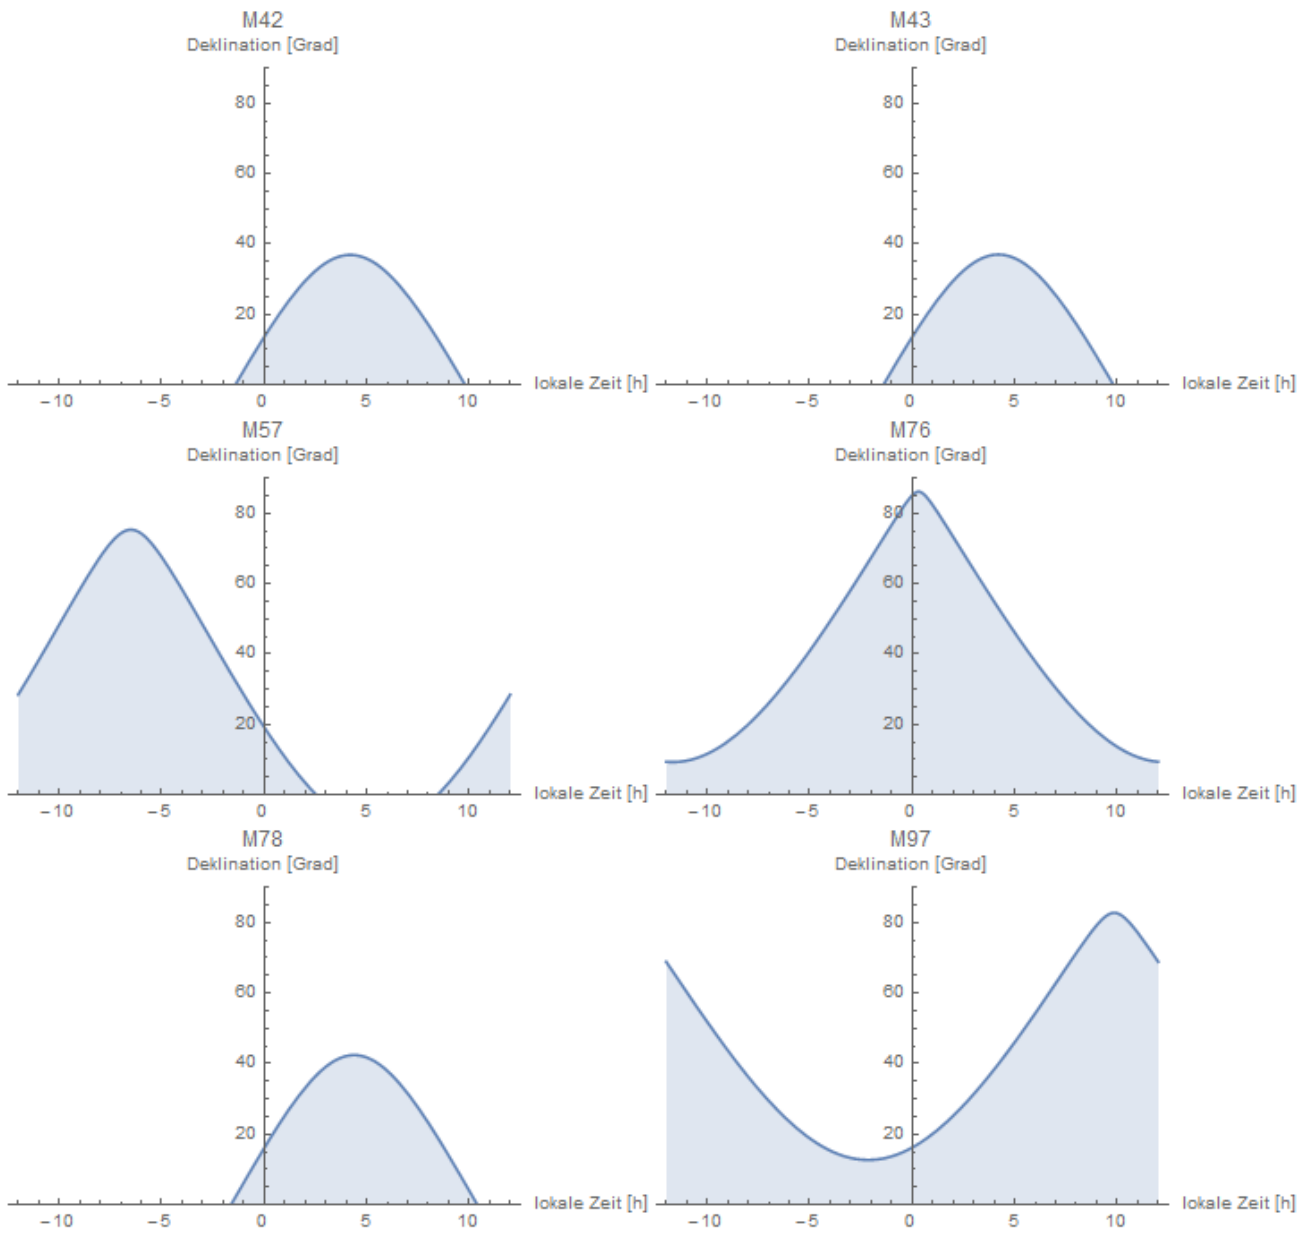 M42 M43
Deklination [Grad] Deklination [Grad]
80 80
60 60
40 40
20 20
lokale Zeit [h] lokale Zeit [h]
-10 -5 0 5 10 -10 -5 0 5 10
M57 M76
Deklination [Grad] Deklination [Grad]
80 80
60 60
40 40
20 20
lokale Zeit [h] lokale Zeit [h]
-10 -5 0 5 10 -10 -5 0 5 10
M78 M97
Deklination [Grad] Deklination [Grad]
80 80
60 60
40 40
20 20
lokale Zeit [h] lokale Zeit [h]
-10 -5 0 5 10 -10 -5 0 5 10